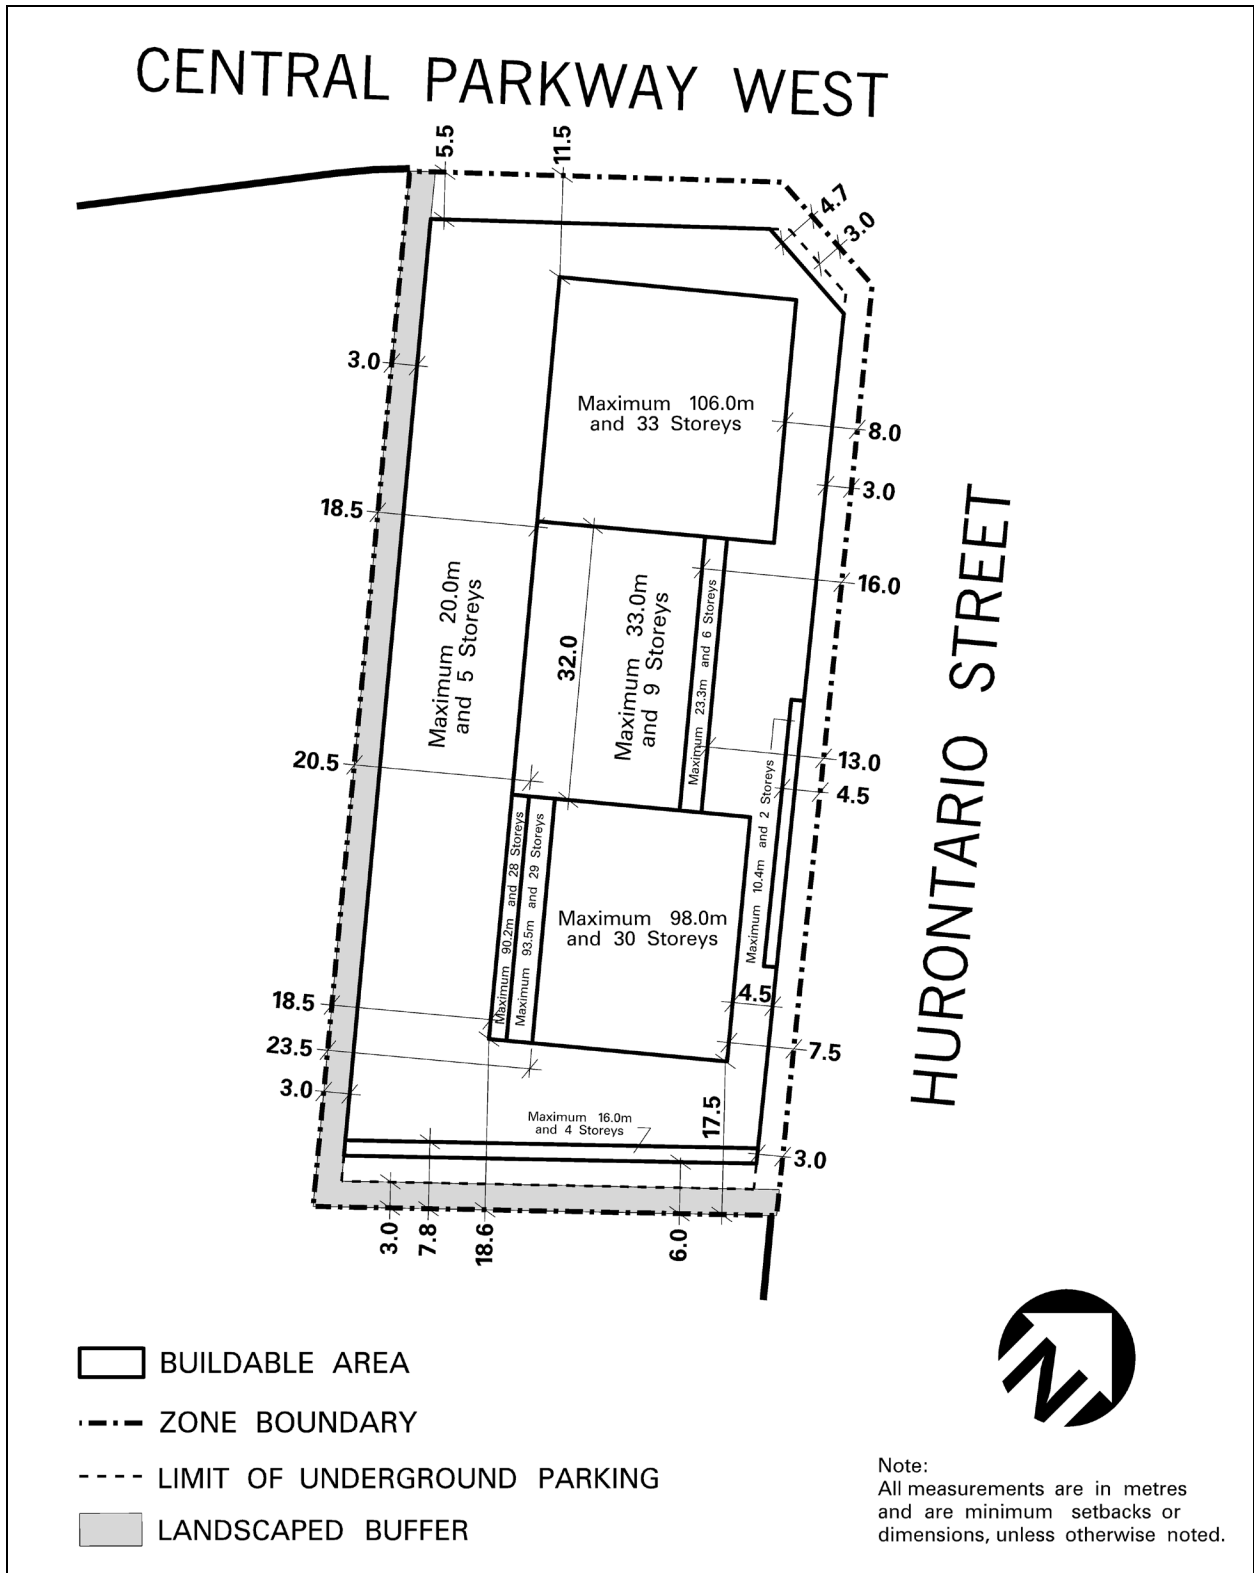 CENTRAL PARKWAY WEST
5.5
11.5
4.7
3.0
3.0
Maximum 106.0m
and 33 Storeys
8.0
3.0
18.5
16.0
Maximum 20.0m
and 5 Storeys
32.0
Maximum 33.0m
and 9 Storeys
Maximum 23.3m and 6 Storeys
HURONTARIO STREET
20.5
13.0
4.5
Maximum 10.4m and 2 Storeys
Maximum 90.2m and 28 Storeys
Maximum 93.5m and 29 Storeys
Maximum 98.0m
and 30 Storeys
4.5
18.5
23.5
7.5
3.0
Maximum 16.0m
and 4 Storeys
17.5
3.0
3.0
7.8
18.6
6.0
BUILDABLE AREA
ZONE BOUNDARY
LIMIT OF UNDERGROUND PARKING
LANDSCAPED BUFFER
N
Note:
All measurements are in metres
and are minimum setbacks or
dimensions, unless otherwise noted.